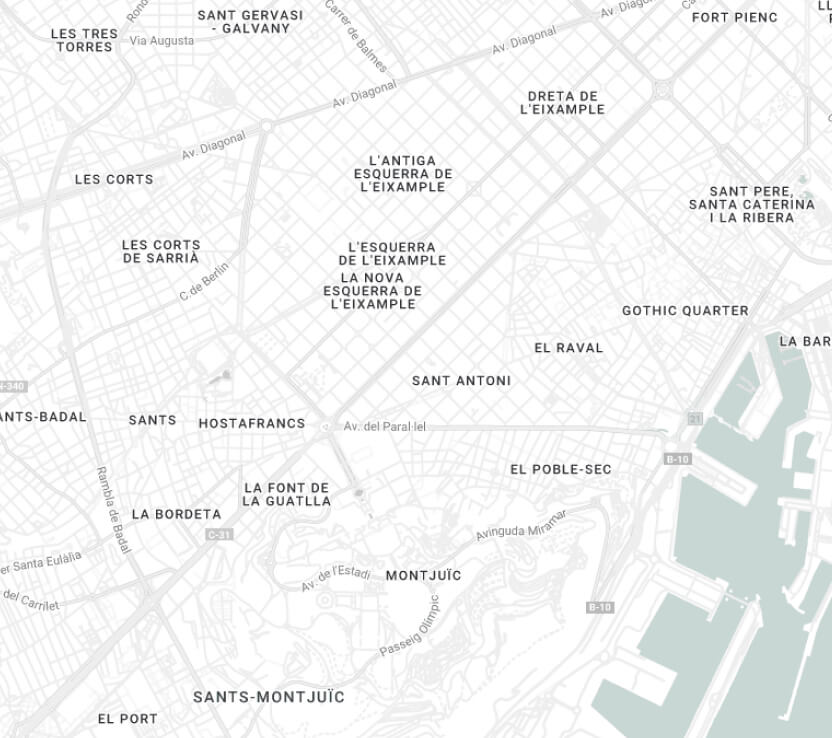 SANT GERVASI
- GALVANY
FORT PIENC
LES TRES
TORRES
Via Augusta
Carrer de Balmes
Av. Diagonal
Av. Diagonal
Av. Diagonal
Av. Diagonal
DRETA DE
L'EIXAMPLE
L'ANTIGA
ESQUERRA DE
L'EIXAMPLE
LES CORTS
SANT PERE,
SANTA CATERINA
I LA RIBERA
LES CORTS
DE SARRIÀ
L'ESQUERRA
DE L'EIXAMPLE
C. de Berlín
LA NOVA
ESQUERRA DE
L'EIXAMPLE
GOTHIC QUARTER
EL RAVAL
LA BAR
N-340
SANT ANTONI
ANTS-BADAL
SANTS
HOSTAFRANCS
Av. del Paral·lel
21
B-10
EL POBLE-SEC
LA FONT DE
LA GUATLLA
Rambla de Badal
LA BORDETA
C-31
Avinguda Miramar
er Santa Eulàlia
Av. de l'Estadi
MONTJUÏC
del Carrilet
B-10
Passeig Olímpic
SANTS-MONTJUÏC
EL PORT